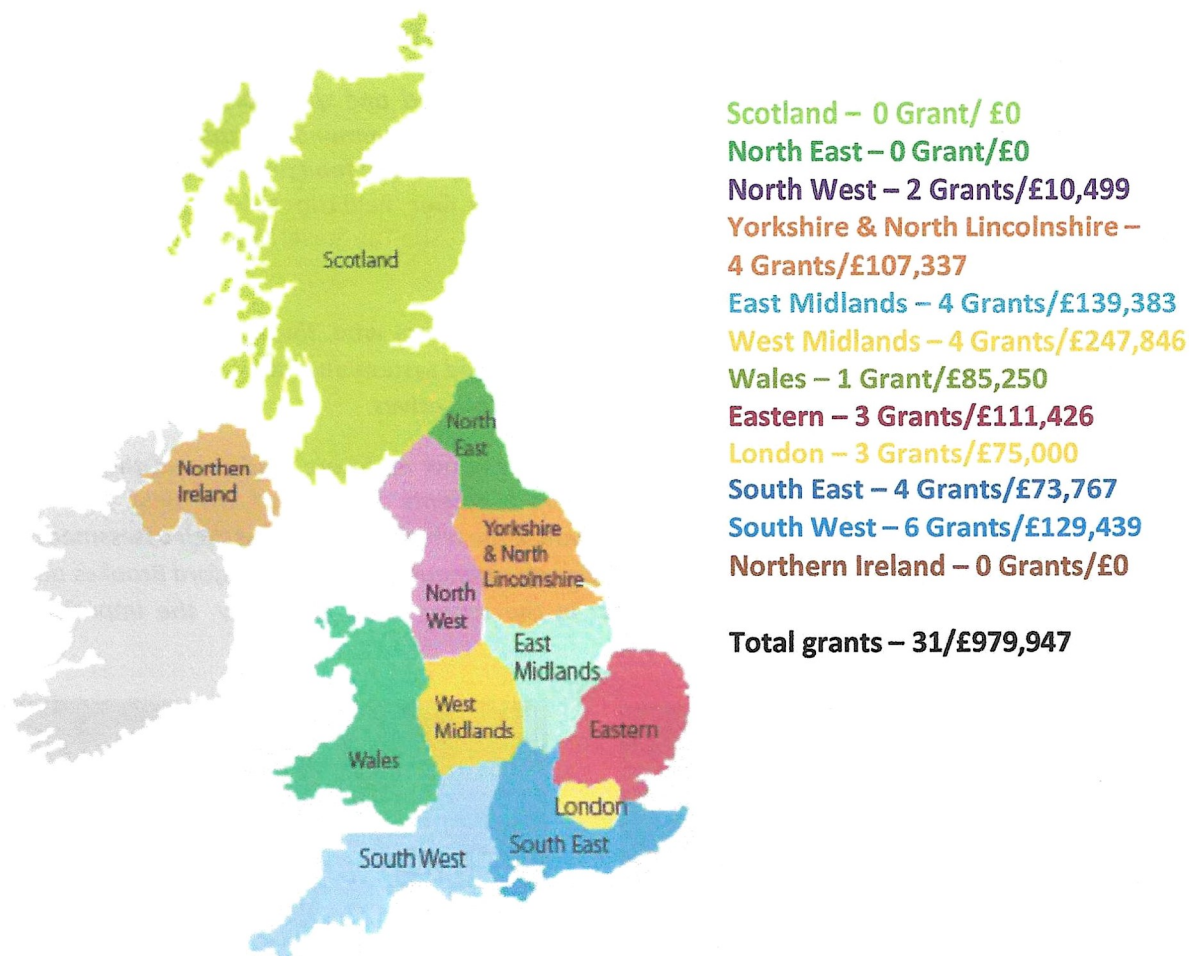 Scotland – 0 Grant/ £0
North East – 0 Grant/£0
North West – 2 Grants/£10,499
Yorkshire & North Lincolnshire –
4 Grants/£107,337
East Midlands – 4 Grants/£139,383
West Midlands – 4 Grants/£247,846
Wales – 1 Grant/£85,250
Eastern – 3 Grants/£111,426
London – 3 Grants/£75,000
South East – 4 Grants/£73,767
South West – 6 Grants/£129,439
Northern Ireland – 0 Grants/£0
Total grants – 31/£979,947
Scotland
North
East
Northen
Ireland
Yorkshire
& North
Lincolnshire
North
West
East
Midlands
West
Midlands
Eastern
Wales
London
South East
South West